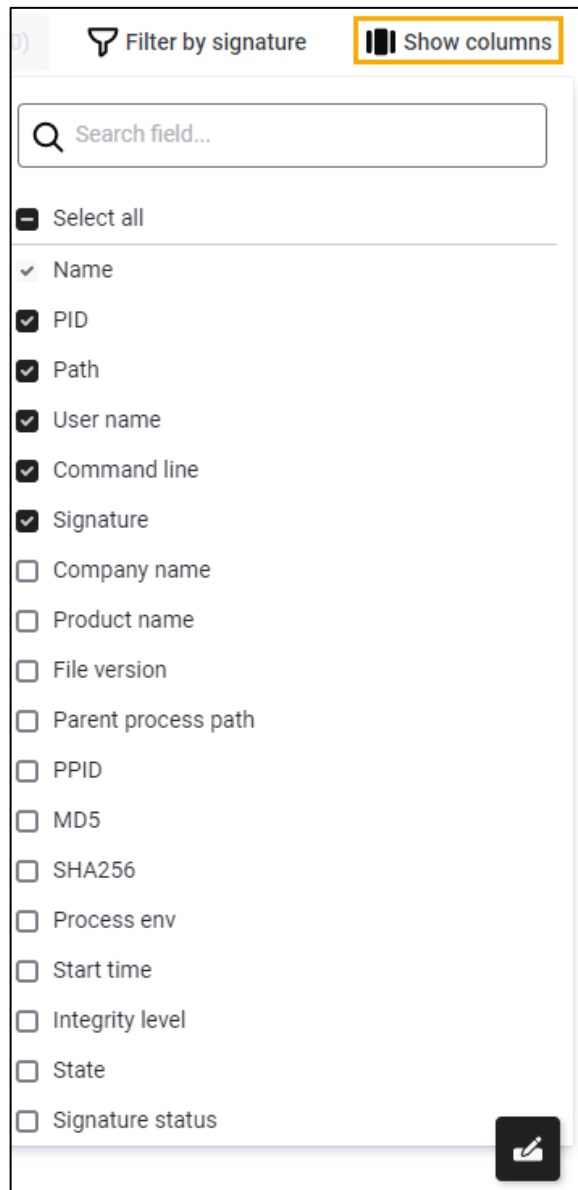 0) Filter by signature Show columns
Search field...
Select all
Name
PID
Path
User name
Command line
Signature
Company name
Product name
File version
Parent process path
PPID
MD5
SHA256
Process env
Start time
Integrity level
State
Signature status